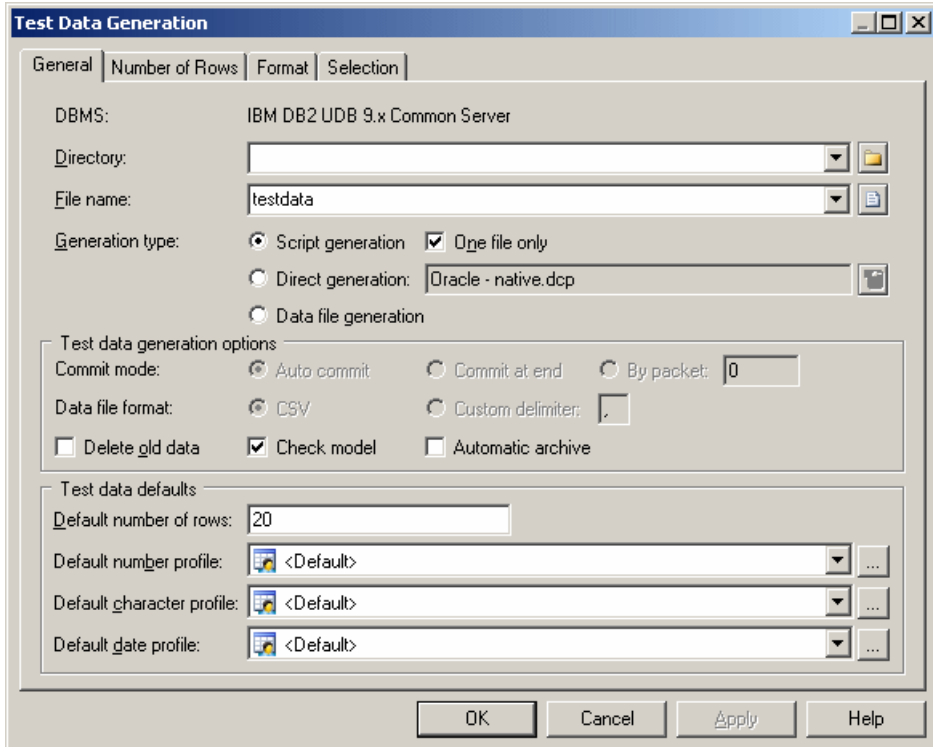 Test Data Generation
General Number of Rows Format Selection
DBMS: IBM DB2 UDB 9.x Common Server
Directory:
File name: testdata
Generation type: Script generation One file only
Direct generation: Oracle - native.dcp
Data file generation
Test data generation options
Commit mode: Auto commit Commit at end By packet: 0
Data file format: CSV Custom delimiter: ,
Delete old data Check model Automatic archive
Test data defaults
Default number of rows: 20
Default number profile: <Default> ...
Default character profile: <Default> ...
Default date profile: <Default> ...
OK Cancel Apply Help